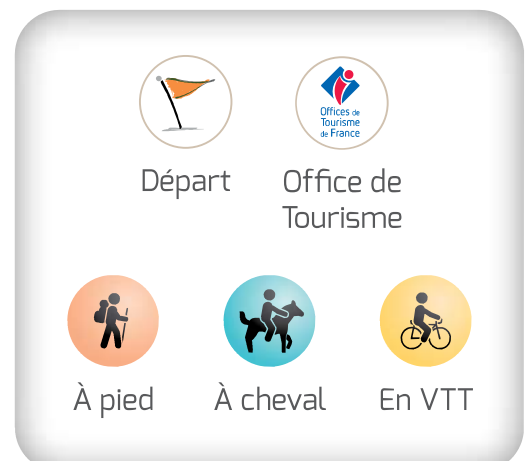 Offices de
Tourisme
de France
Départ
Office de
Tourisme
À pied
À cheval
En VTT